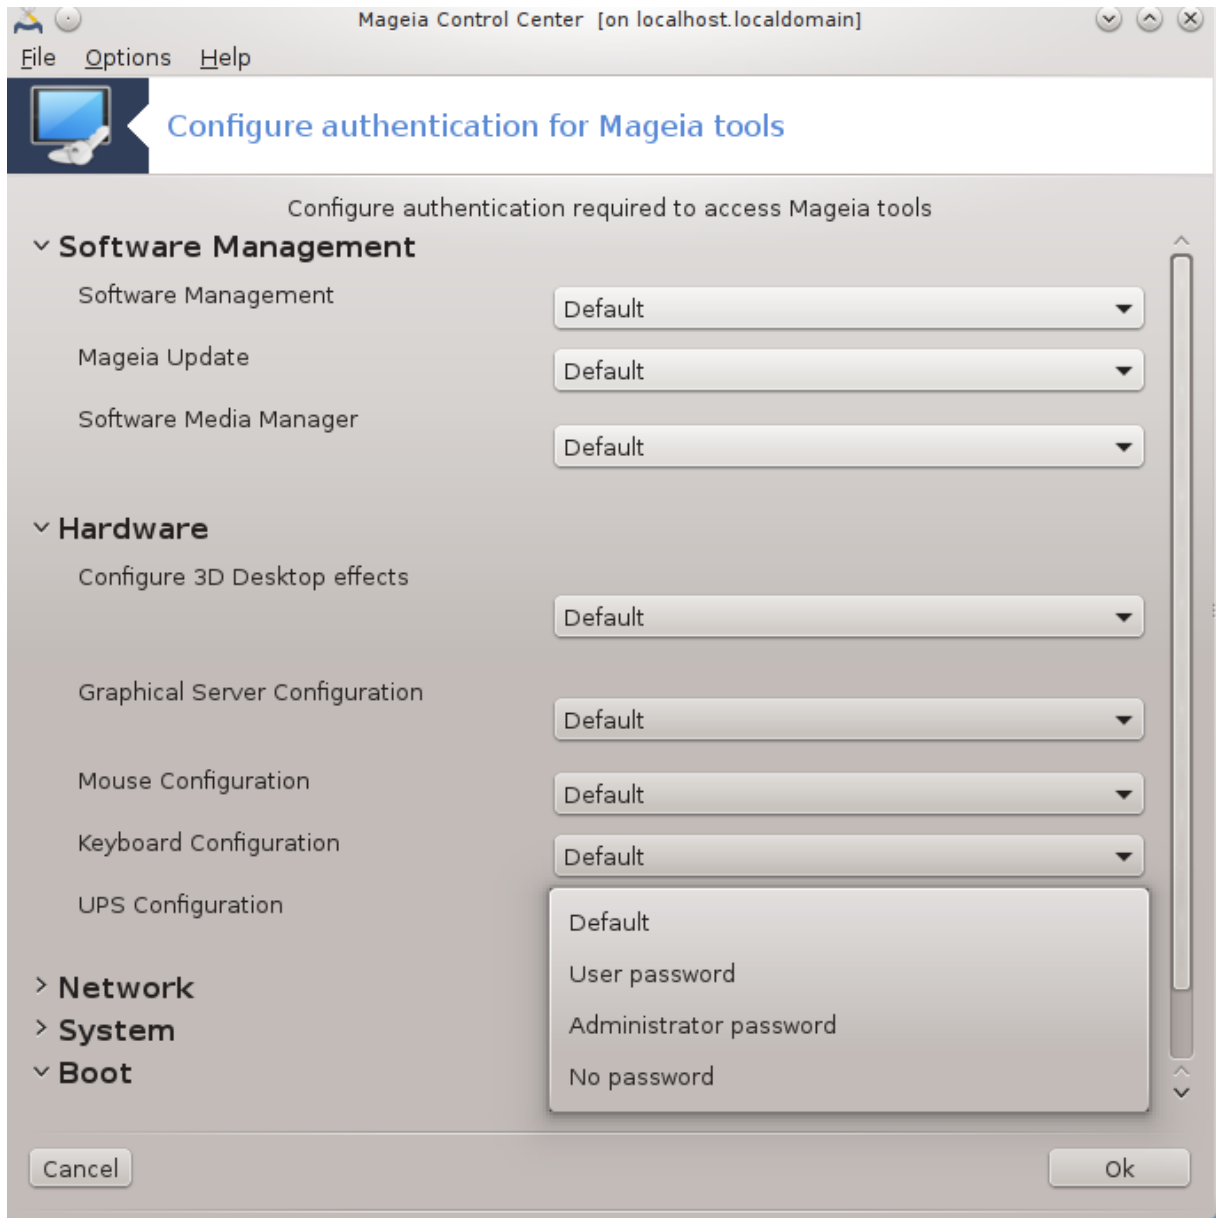 Mageia Control Center [on localhost.localdomain]
File Options Help
Configure authentication for Mageia tools
Configure authentication required to access Mageia tools
Software Management
Software Management Default
Mageia Update Default
Software Media Manager Default
Hardware
Configure 3D Desktop effects Default
Graphical Server Configuration Default
Mouse Configuration Default
Keyboard Configuration Default
UPS Configuration
Default
User password
Administrator password
No password
Network
System
Boot
Cancel Ok